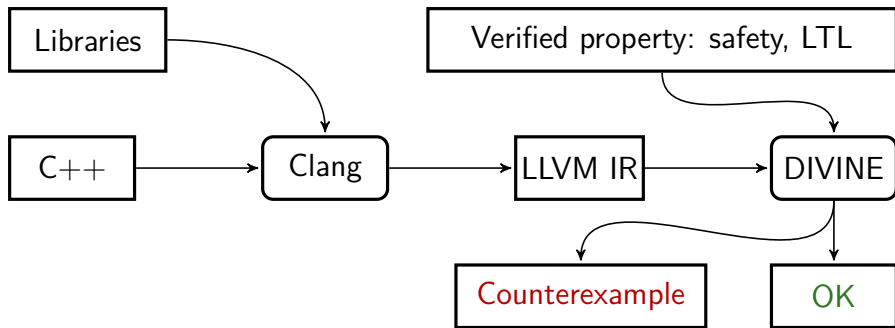 Libraries
Verified property: safety, LTL
C++
Clang
LLVM IR
DIVINE
Counterexample
OK